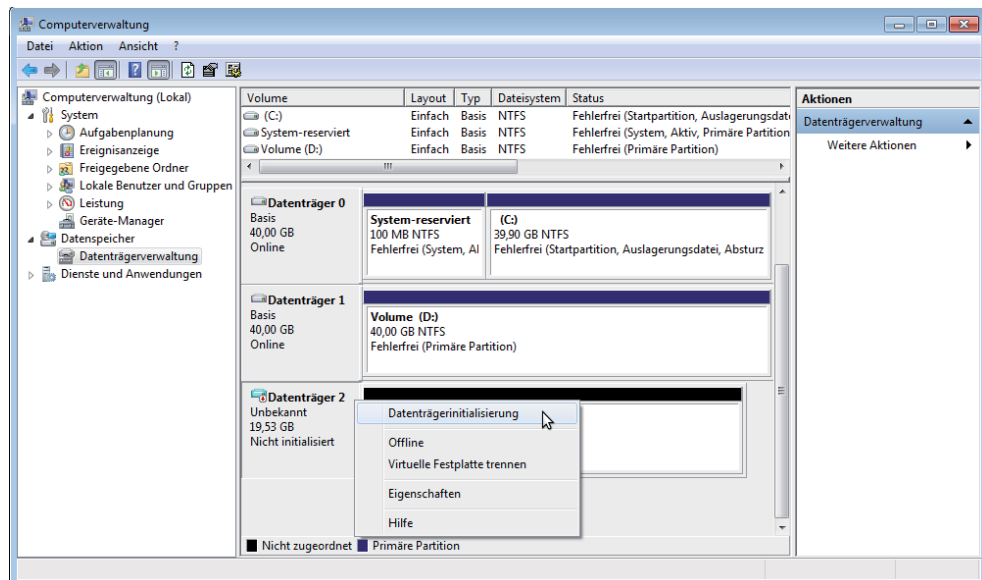 Computerverwaltung
Datei Aktion Ansicht ?
Computerverwaltung (Lokal)
System
Aufgabenplanung
Ereignisanzeige
Freigegebene Ordner
Lokale Benutzer und Gruppen
Leistung
Geräte-Manager
Datenspeicher
Datenträgerverwaltung
Dienste und Anwendungen
Volume Layout Typ Dateisystem Status
(C:) Einfach Basis NTFS Fehlerfrei (Startpartition, Auslagerungsdat
System-reserviert Einfach Basis NTFS Fehlerfrei (System, Aktiv, Primäre Partition
Volume (D:) Einfach Basis NTFS Fehlerfrei (Primäre Partition)
Datenträger 0
Basis
40,00 GB
Online
System-reserviert
100 MB NTFS
Fehlerfrei (System, Al
(C:)
39,90 GB NTFS
Fehlerfrei (Startpartition, Auslagerungsdatei, Absturz
Datenträger 1
Basis
40,00 GB
Online
Volume (D:)
40,00 GB NTFS
Fehlerfrei (Primäre Partition)
Datenträger 2
Unbekannt
19,53 GB
Nicht initialisiert
Datenträgerinitialisierung
Offline
Virtuelle Festplatte trennen
Eigenschaften
Hilfe
Nicht zugeordnet Primäre Partition
Aktionen
Datenträgerverwaltung
Weitere Aktionen